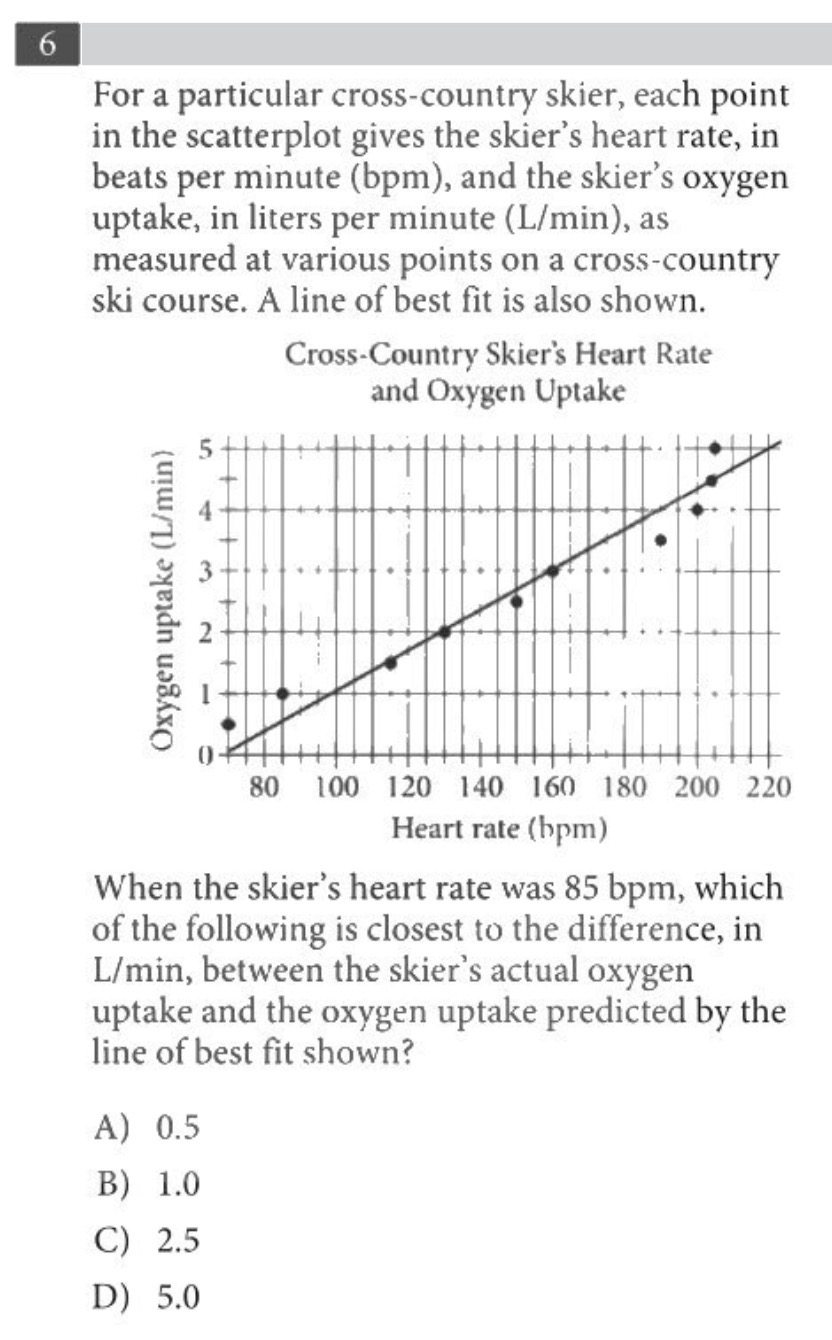 6
For a particular cross-country skier, each point
in the scatterplot gives the skier's heart rate, in
beats per minute (bpm), and the skier's oxygen
uptake, in liters per minute (L/min), as
measured at various points on a cross-country
ski course. A line of best fit is also shown.
Cross-Country Skier's Heart Rate
and Oxygen Uptake
Oxygen uptake (L/min)
5
4
3
2
1
0
80 100 120 130 140 160 180 200 220
Heart rate (bpm)
When the skier's heart rate was 85 bpm, which
of the following is closest to the difference, in
L/min, between the skier's actual oxygen
uptake and the oxygen uptake predicted by the
line of best fit shown?
A) 0.5
B) 1.0
C) 2.5
D) 5.0